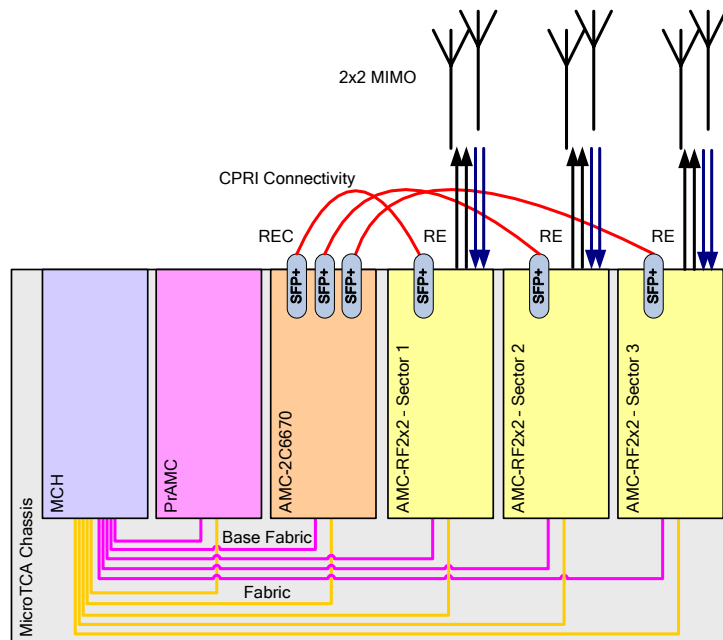 2x2 MIMO
CPRI Connectivity
REC
RE
RE
RE
SFP+
SFP+
SFP+
SFP+
SFP+
SFP+
MicroTCA Chassis
MCH
PrAMC
AMC-2C6670
AMC-RF2x2 - Sector 1
AMC-RF2x2 - Sector 2
AMC-RF2x2 - Sector 3
Base Fabric
Fabric